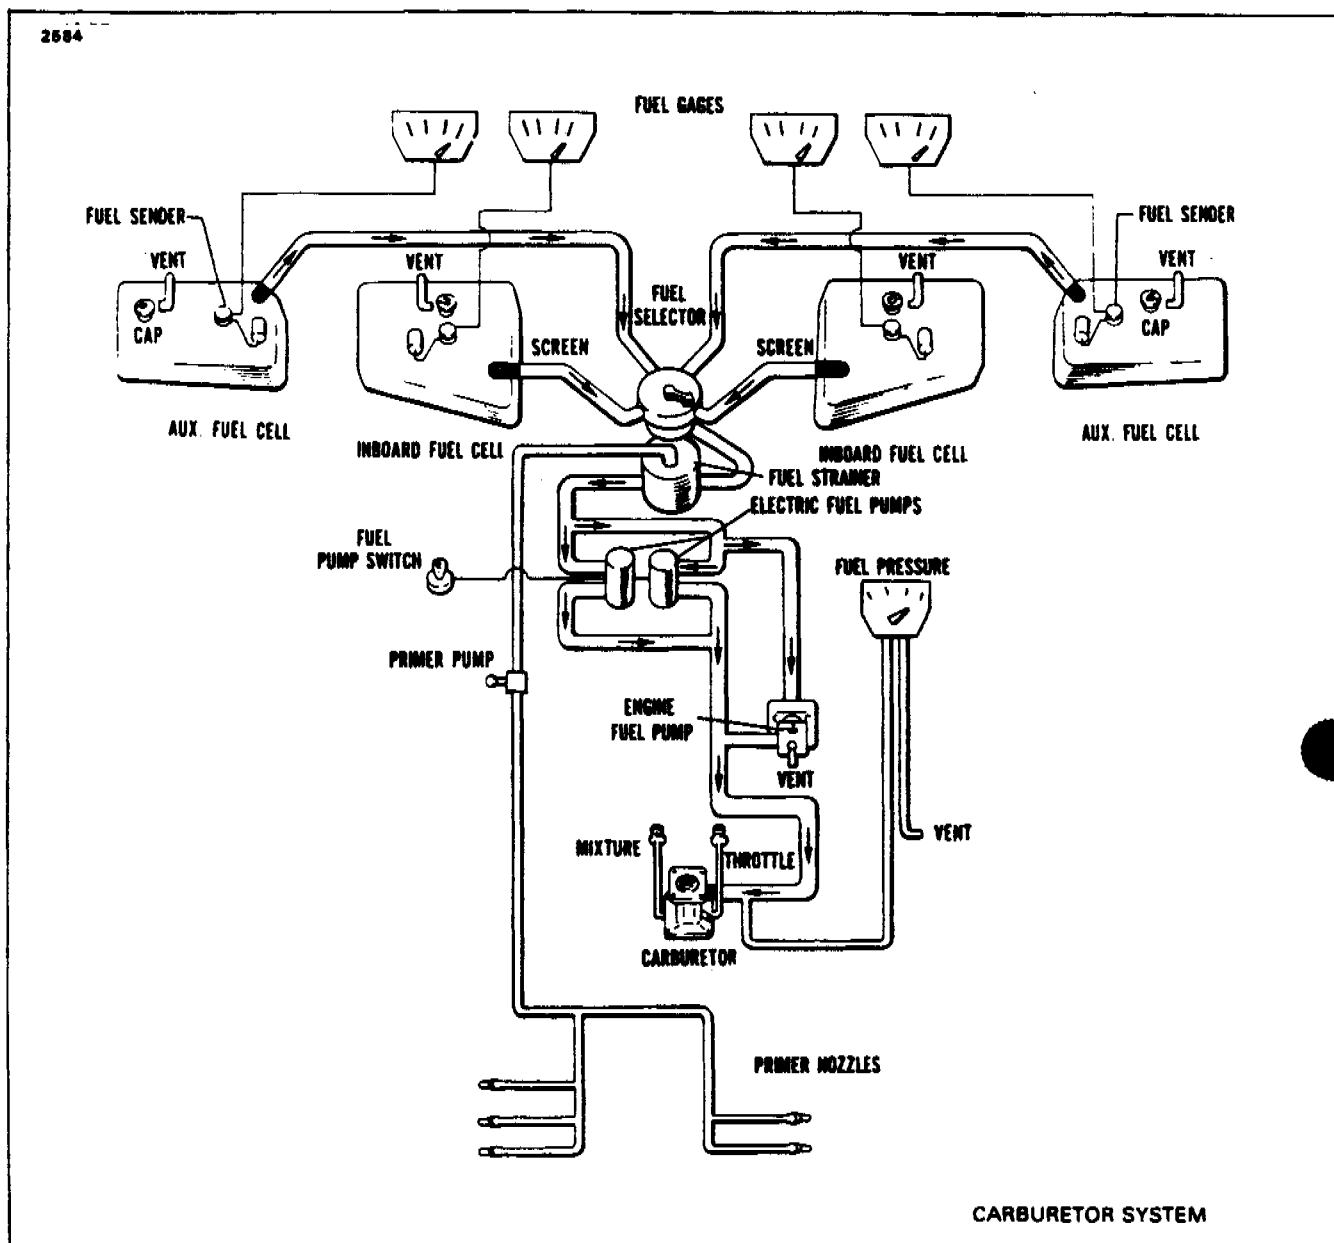 2684
FUEL GAGES
FUEL SENDER
FUEL SENDER
VENT
VENT
VENT
VENT
FUEL
SELECTOR
CAP
CAP
SCREEN
SCREEN
AUX. FUEL CELL
INBOARD FUEL CELL
INBOARD FUEL CELL
AUX. FUEL CELL
FUEL STRAINER
ELECTRIC FUEL PUMPS
FUEL
PUMP SWITCH
FUEL PRESSURE
PRIMER PUMP
ENGINE
FUEL PUMP
VENT
VENT
MIXTURE
THROTTLE
CARBURETOR
PRIMER NOZZLES
CARBURETOR SYSTEM